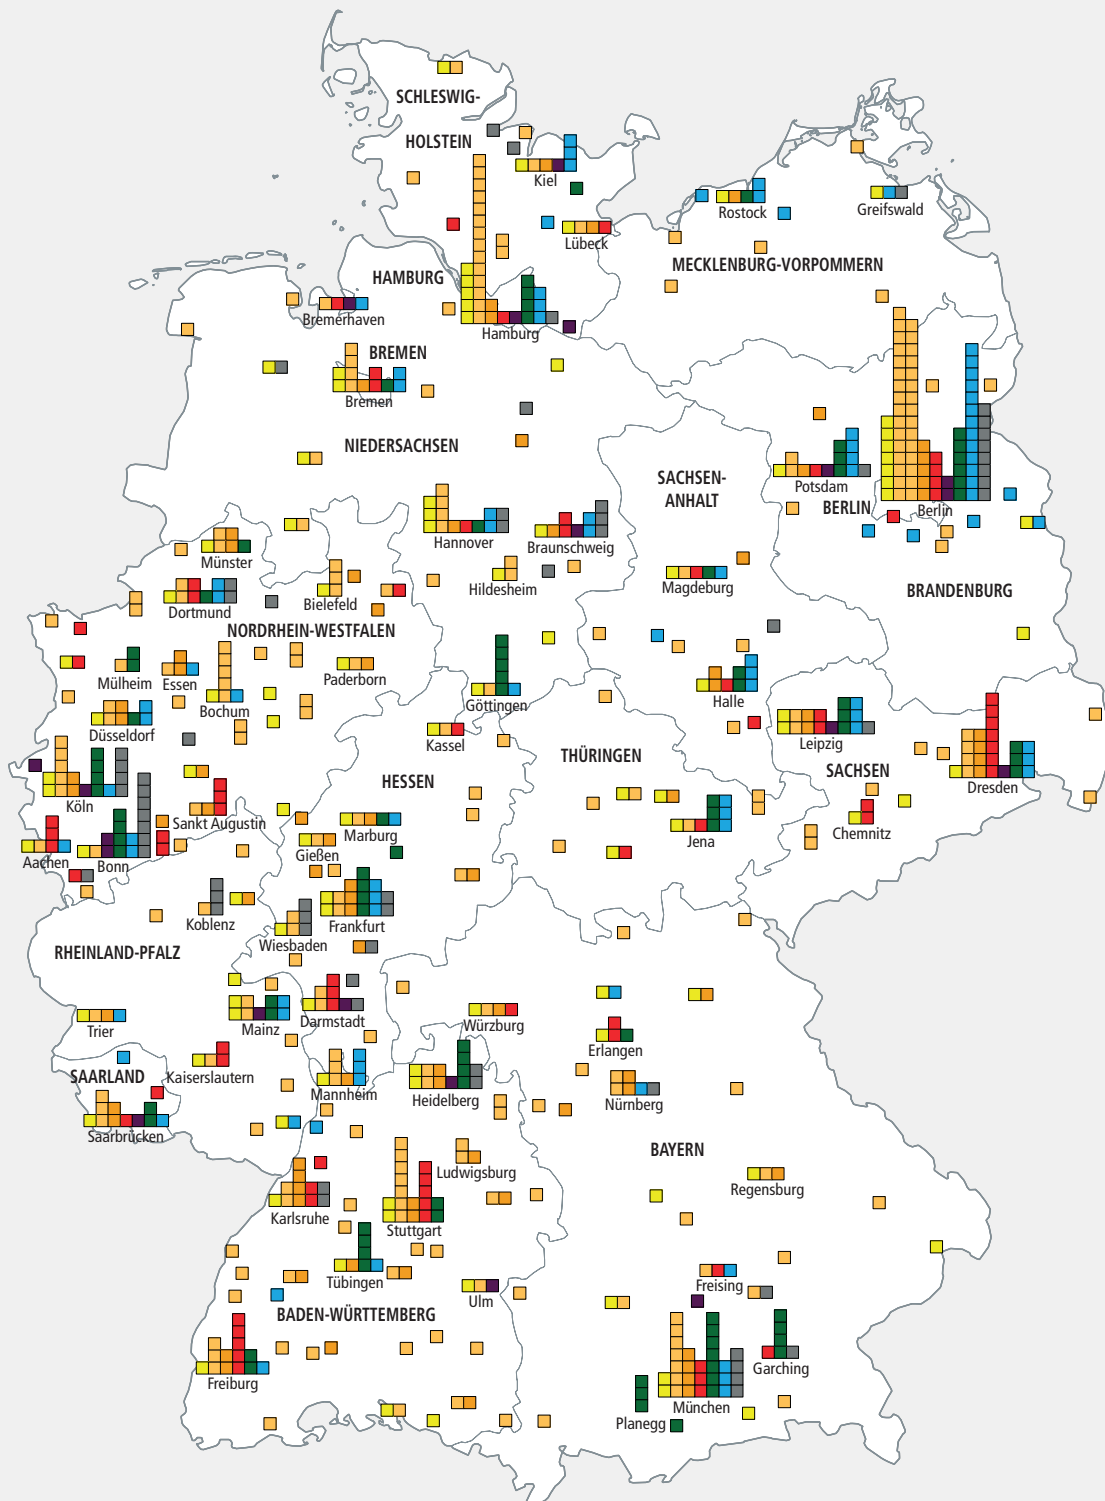 SCHLESWIG-
HOLSTEIN
Kiel
Rostock
Greifswald
Lübeck
MECKLENBURG-VORPOMMERN
HAMBURG
Bremerhaven
Hamburg
BREMEN
Bremen
NIEDERSACHSEN
SACHSEN-
ANHALT
Potsdam
BERLIN
Berlin
Hannover
Braunschweig
Münster
Hildesheim
Magdeburg
BRANDENBURG
Dortmund
Bielefeld
NORDRHEIN-WESTFALEN
Mülheim
Essen
Bochum
Paderborn
Göttingen
Halle
Düsseldorf
Kassel
Leipzig
THÜRINGEN
SACHSEN
HESSEN
Dresden
Köln
Sankt Augustin
Marburg
Jena
Chemnitz
Aachen
Bonn
Gießen
Koblenz
Wiesbaden
Frankfurt
RHEINLAND-PFALZ
Mainz
Darmstadt
Würzburg
Trier
Erlangen
SAARLAND
Kaiserslautern
Mannheim
Heidelberg
Nürnberg
Saarbrücken
BAYERN
Ludwigsburg
Regensburg
Karlsruhe
Stuttgart
Tübingen
Ulm
Freising
BADEN-WÜRTTEMBERG
Garching
Freiburg
München
Planegg